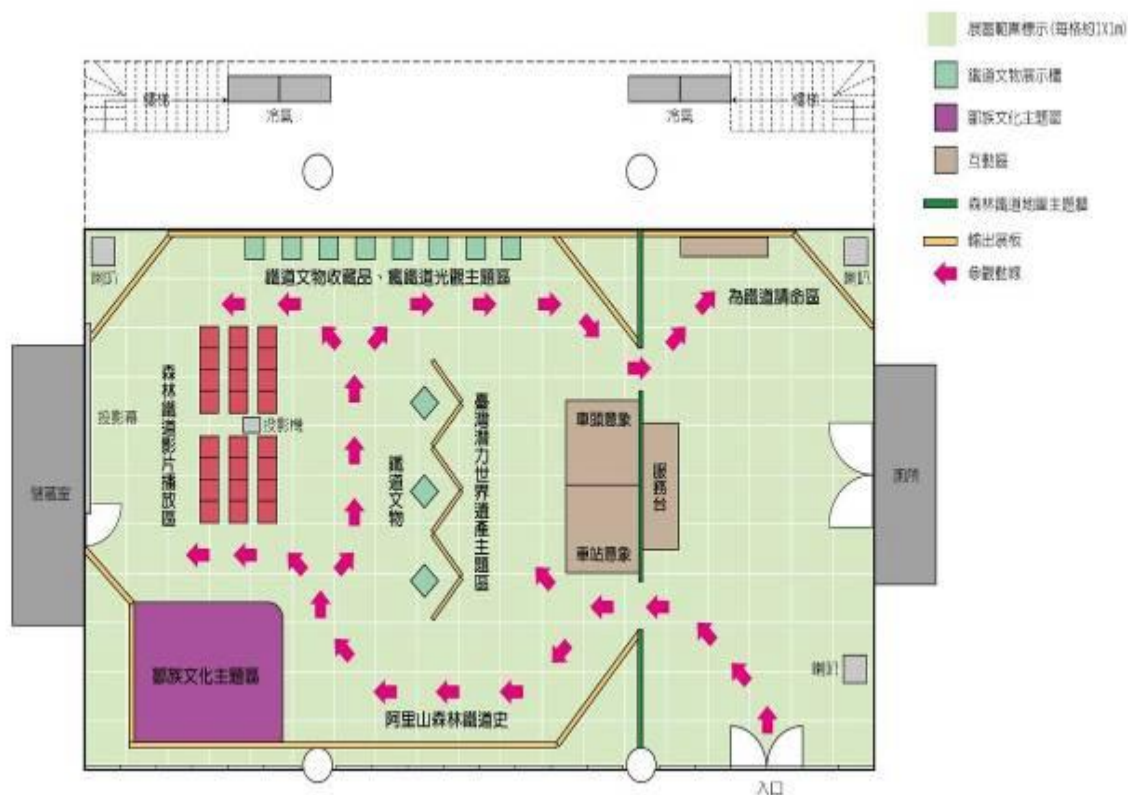 展區範圍標示(每格約1X1m)
鐵道文物展示櫃
鄒族文化主題區
互動區
森林鐵道地圖主題牆
輸出展板
參觀動線
樓梯
冷氣
冷氣
樓梯
喇叭
鐵道文物收藏品、瘋鐵道光觀主題區
喇叭
為鐵道請命區
森林鐵道影片播放區
投影幕
投影機
儲藏室
鐵道文物
臺灣潛力世界遺產主題區
車頭意象
服務台
車站意象
廁所
鄒族文化主題區
阿里山森林鐵道史
喇叭
入口